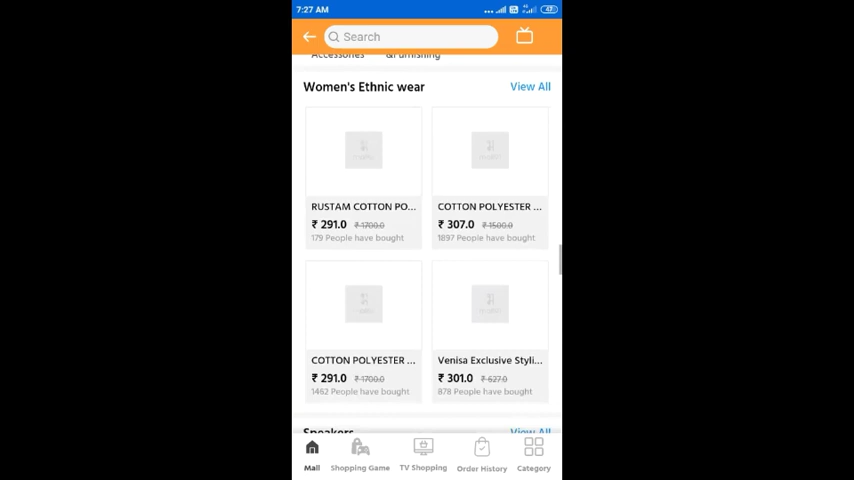 7:27 AM
47
Search
Accessories &Furnishing
Women's Ethnic wear View All
RUSTAM COTTON PO... COTTON POLYESTER ...
₹ 291.0 ₹ 1700.0 ₹ 307.0 ₹ 1500.0
179 People have bought 1897 People have bought
COTTON POLYESTER ... Venisa Exclusive Styli...
₹ 291.0 ₹ 1700.0 ₹ 301.0 ₹ 627.0
1462 People have bought 878 People have bought
Speakers View All
Mall Shopping Game TV Shopping Order History Category